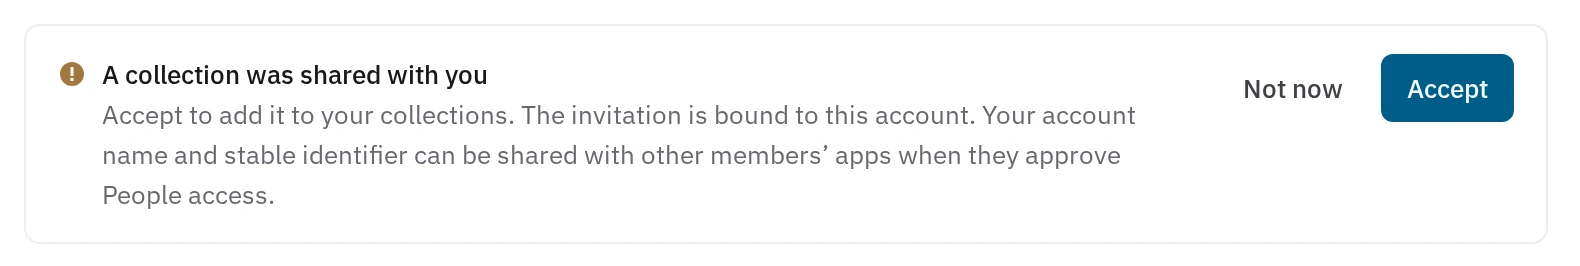 A collection was shared with you
Accept to add it to your collections. The invitation is bound to this account. Your account
name and stable identifier can be shared with other members’ apps when they approve
People access.
Not now
Accept